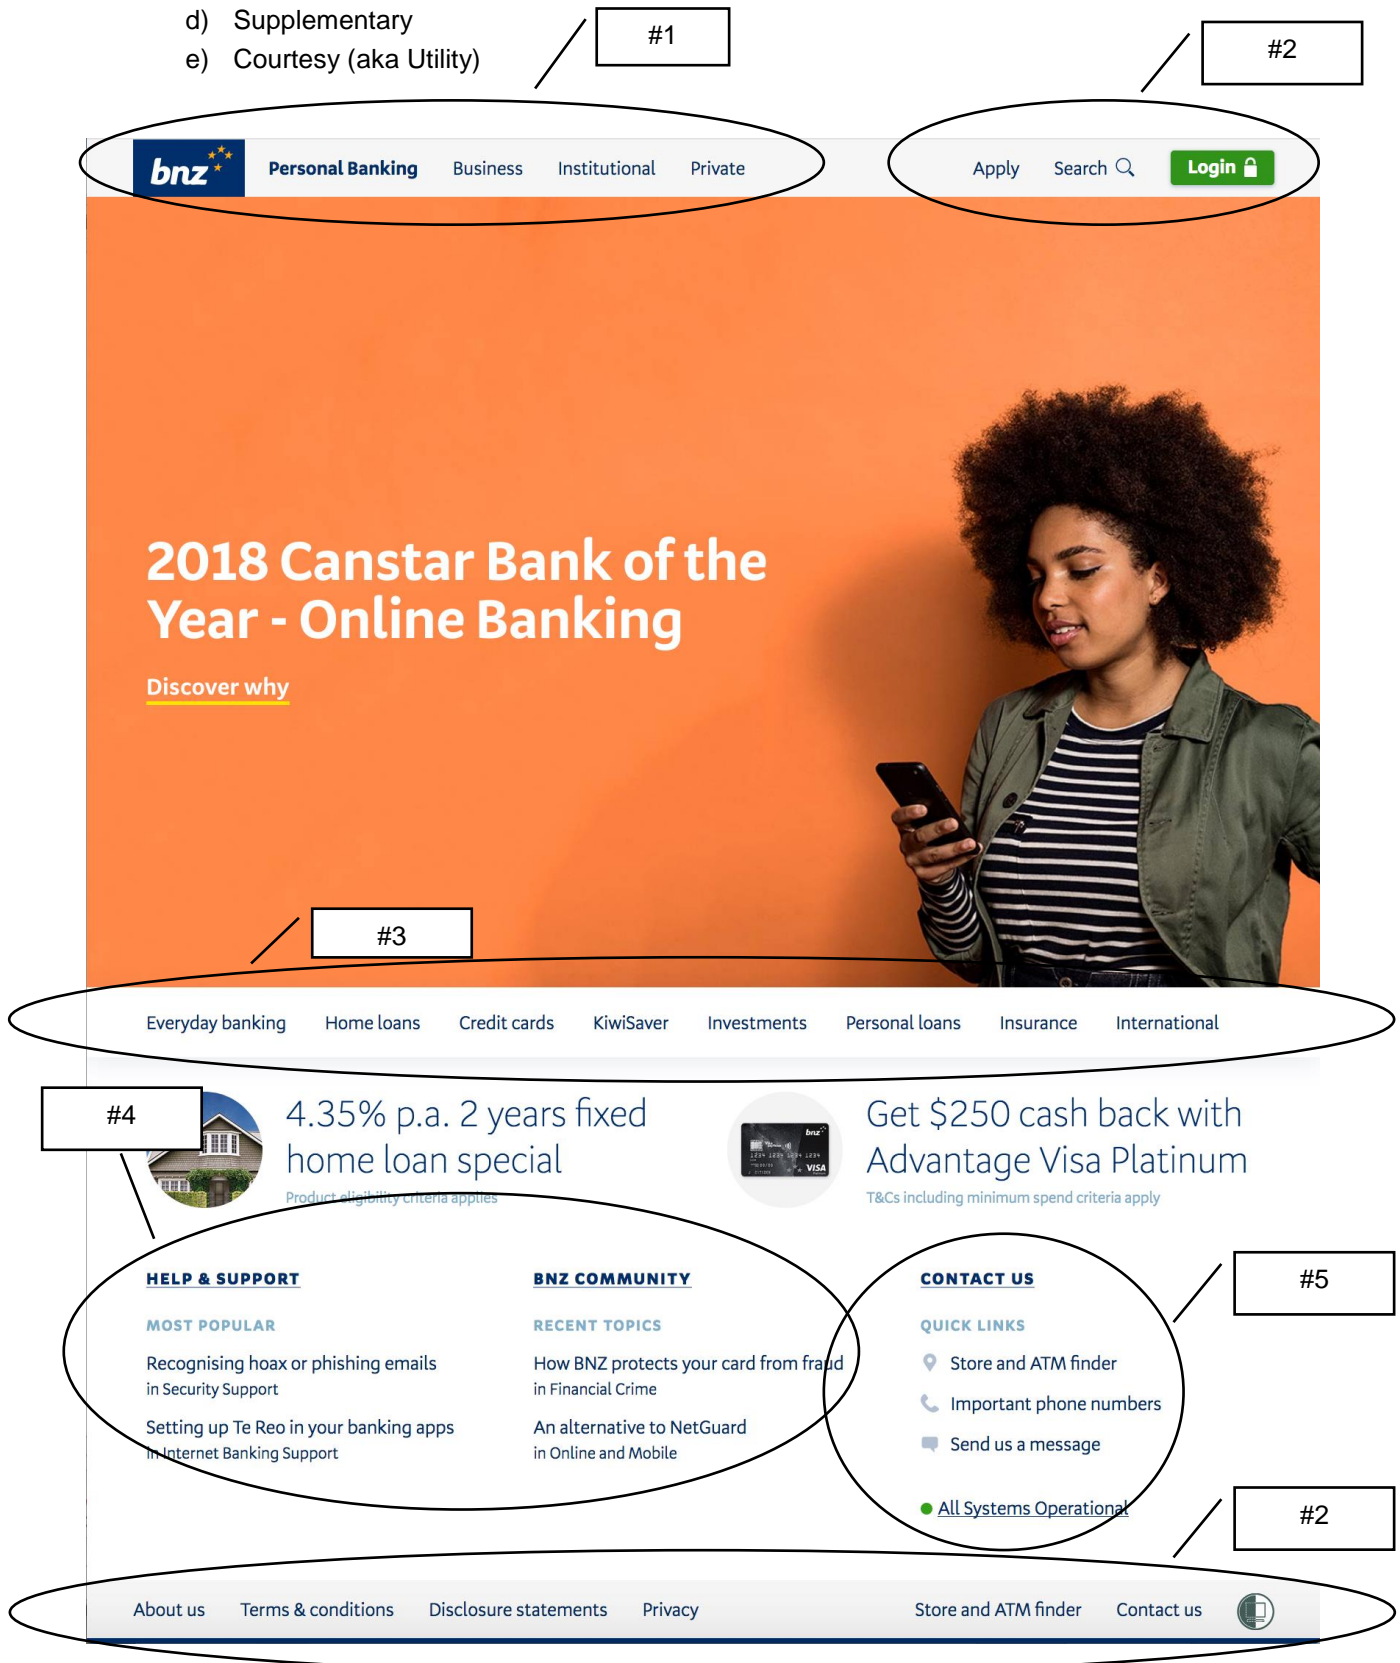 d) Supplementary
e) Courtesy (aka Utility)
#1
#2
bnz Personal Banking Business Institutional Private Apply Search Login
2018 Canstar Bank of the
Year - Online Banking
Discover why
#3
Everyday banking Home loans Credit cards KiwiSaver Investments Personal loans Insurance International
#4
4.35% p.a. 2 years fixed
home loan special
Product eligibility criteria applies
bnz
1234 1234 1234 1234
VISA
Get $250 cash back with
Advantage Visa Platinum
T&Cs including minimum spend criteria apply
HELP & SUPPORT
MOST POPULAR
Recognising hoax or phishing emails
in Security Support
Setting up Te Reo in your banking apps
in Internet Banking Support
BNZ COMMUNITY
RECENT TOPICS
How BNZ protects your card from fraud
in Financial Crime
An alternative to NetGuard
in Online and Mobile
CONTACT US
QUICK LINKS
Store and ATM finder
Important phone numbers
Send us a message
All Systems Operational
#5
#2
About us Terms & conditions Disclosure statements Privacy Store and ATM finder Contact us